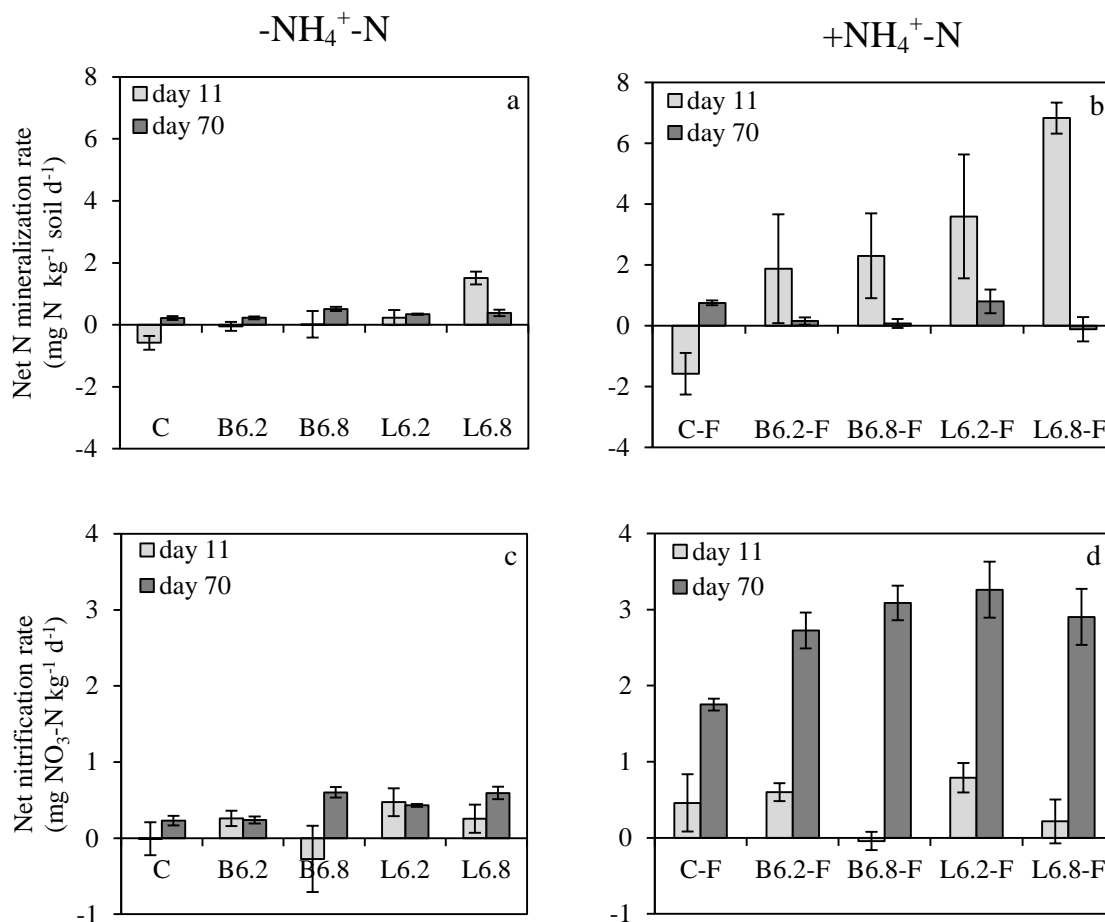 -NH₄⁺-N
+NH₄⁺-N
Net N mineralization rate
(mg N kg⁻¹ soil d⁻¹)
8
6
4
2
0
-2
-4
day 11
day 70
a
C B6.2 B6.8 L6.2 L6.8
8
6
4
2
0
-2
-4
day 11
day 70
b
C-F B6.2-F B6.8-F L6.2-F L6.8-F
Net nitrification rate
(mg NO₃-N kg⁻¹ d⁻¹)
4
3
2
1
0
-1
day 11
day 70
c
C B6.2 B6.8 L6.2 L6.8
4
3
2
1
0
-1
day 11
day 70
d
C-F B6.2-F B6.8-F L6.2-F L6.8-F